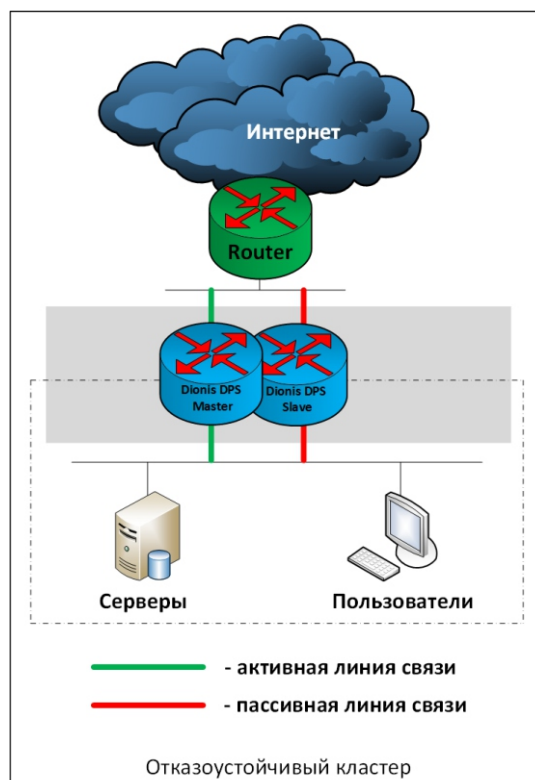 Интернет
Router
Dionis DPS
Master
Dionis DPS
Slave
Серверы
Пользователи
- активная линия связи
- пассивная линия связи
Отказоустойчивый кластер